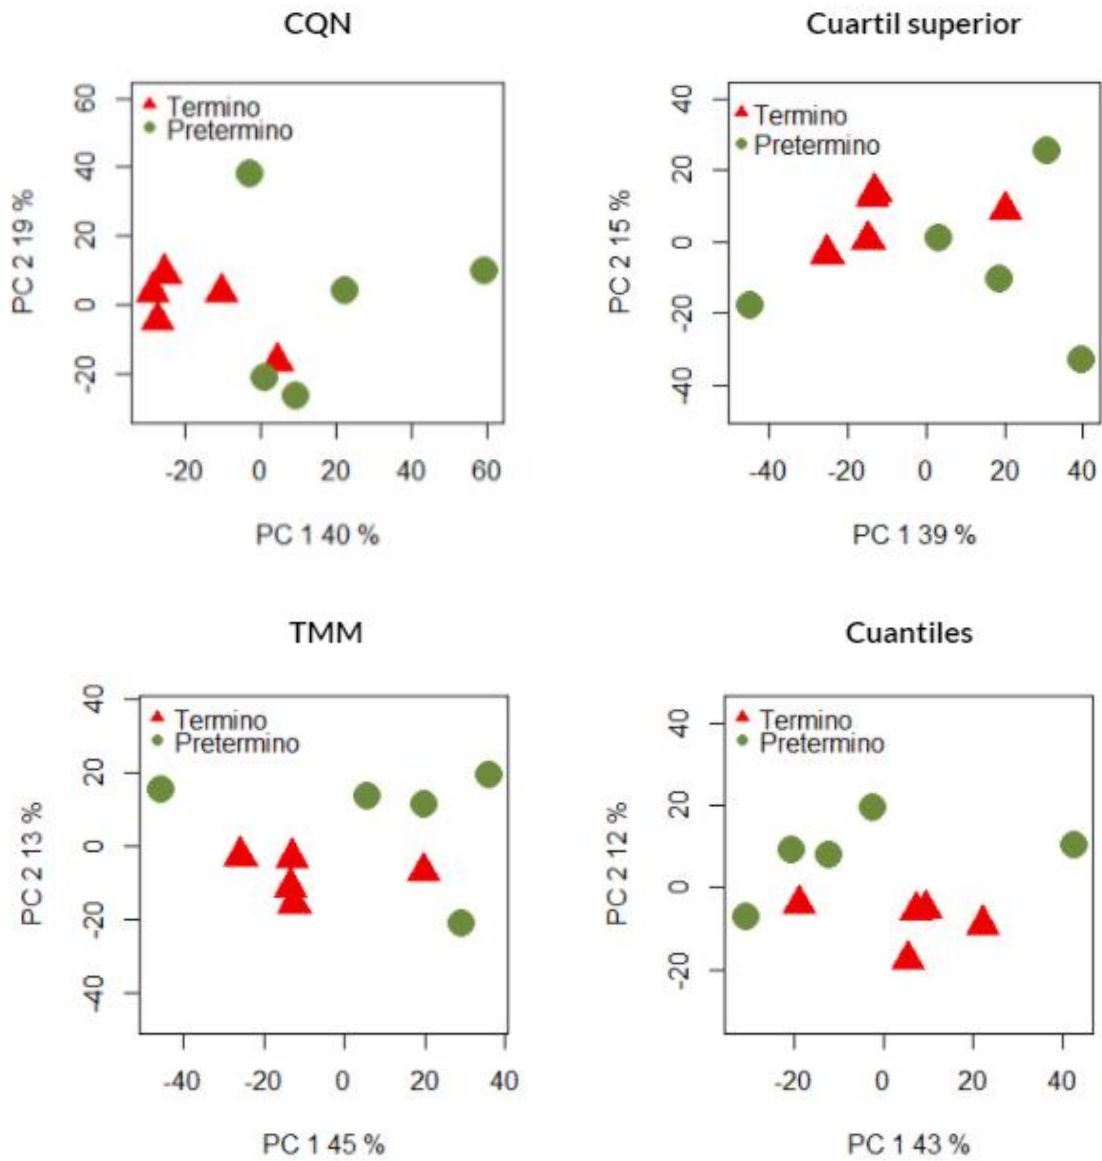 CQN
60
40
20
0
-20
PC 2 19 %
Termino
Pretermino
-20 0 20 40 60
PC 1 40 %
Cuartil superior
40
20
0
-20
-40
PC 2 15 %
Termino
Pretermino
-40 -20 0 20 40
PC 1 39 %
TMM
40
20
0
-20
-40
PC 2 13 %
Termino
Pretermino
-40 -20 0 20 40
PC 1 45 %
Cuantiles
40
20
0
-20
PC 2 12 %
Termino
Pretermino
-20 0 20 40
PC 1 43 %